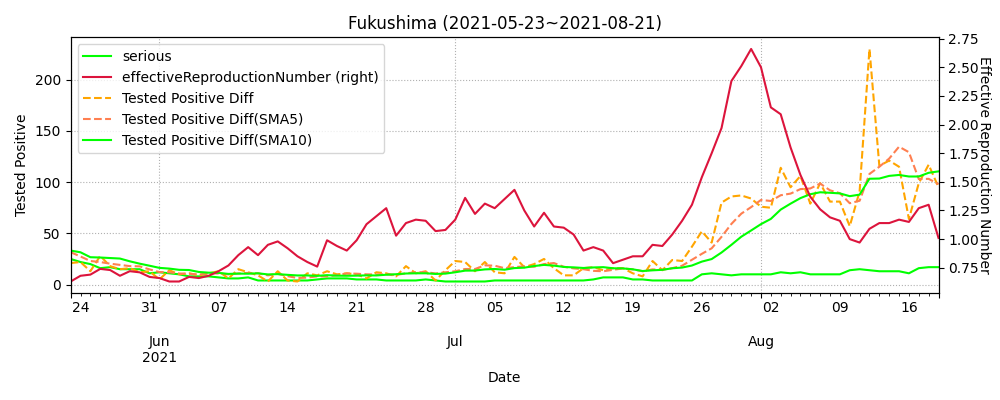 Fukushima (2021-05-23~2021-08-21)
serious
effectiveReproductionNumber (right)
Tested Positive Diff
Tested Positive Diff(SMA5)
Tested Positive Diff(SMA10)
Tested Positive
200
150
100
50
0
2.75
2.50
2.25
2.00
1.75
1.50
1.25
1.00
0.75
Effective Reproduction Number
24 31 07 14 21 28 05 12 19 26 02 09 16
Jun Jul Aug
2021
Date